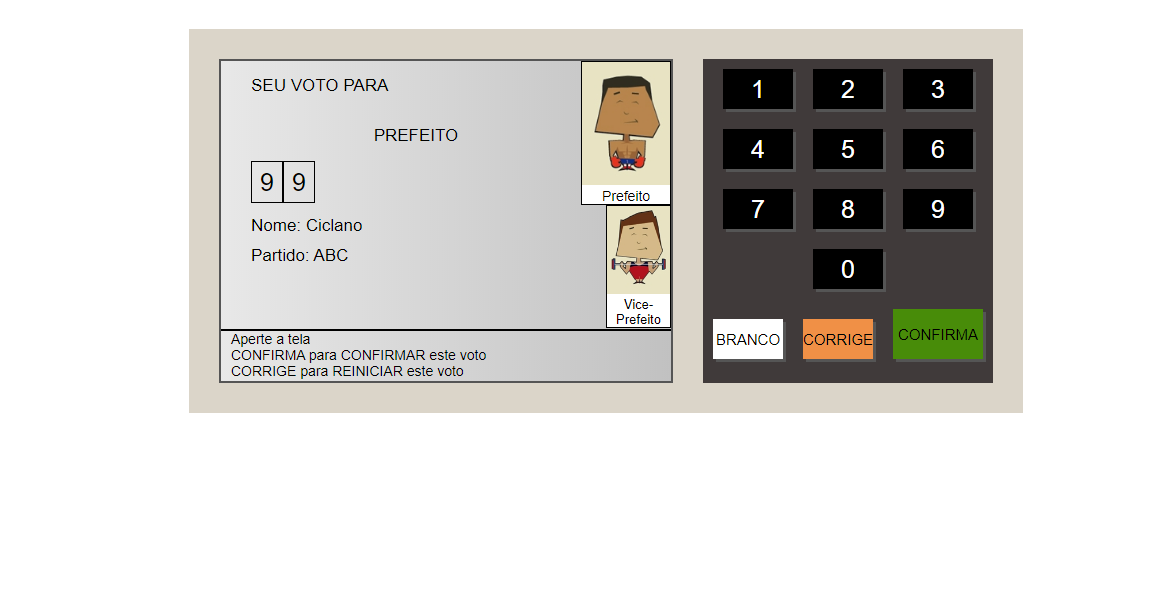 SEU VOTO PARA
PREFEITO
9 9
Nome: Ciclano
Partido: ABC
Prefeito
Vice-
Prefeito
Aperte a tela
CONFIRMA para CONFIRMAR este voto
CORRIGE para REINICIAR este voto
1 2 3
4 5 6
7 8 9
0
BRANCO CORRIGE CONFIRMA